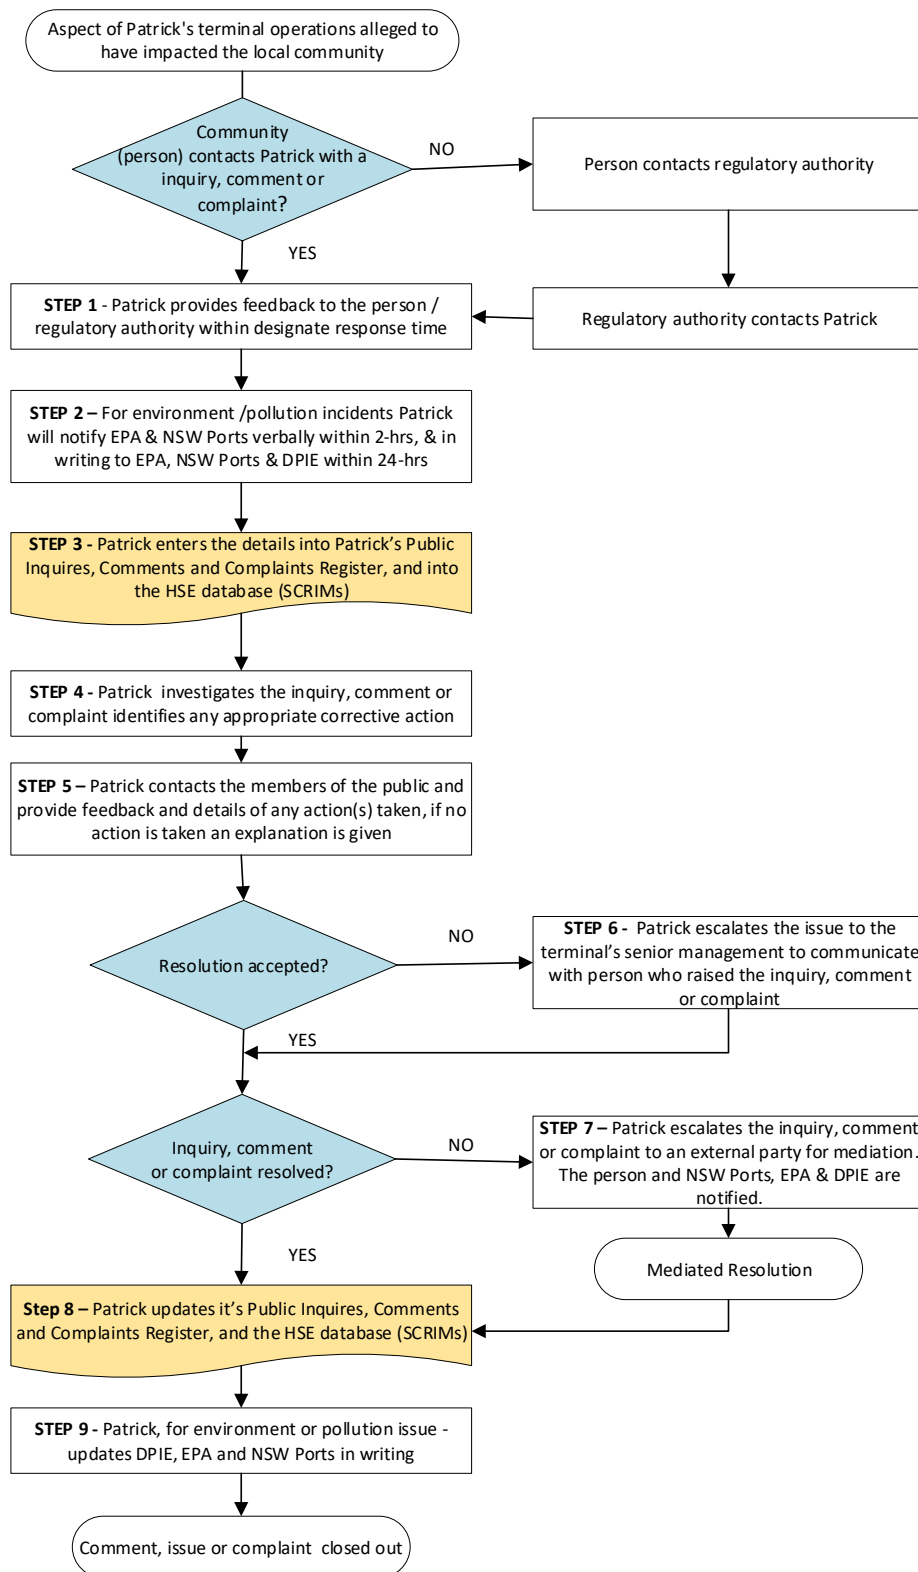 Aspect of Patrick's terminal operations alleged to
have impacted the local community
Community
(person) contacts Patrick with a
inquiry, comment or
complaint?
NO
Person contacts regulatory authority
YES
STEP 1 - Patrick provides feedback to the person /
regulatory authority within designate response time
Regulatory authority contacts Patrick
STEP 2 – For environment /pollution incidents Patrick
will notify EPA & NSW Ports verbally within 2-hrs, & in
writing to EPA, NSW Ports & DPIE within 24-hrs
STEP 3 - Patrick enters the details into Patrick's Public
Inquires, Comments and Complaints Register, and into
the HSE database (SCRIMs)
STEP 4 - Patrick investigates the inquiry, comment or
complaint identifies any appropriate corrective action
STEP 5 – Patrick contacts the members of the public and
provide feedback and details of any action(s) taken, if no
action is taken an explanation is given
Resolution accepted?
NO
STEP 6 - Patrick escalates the issue to the
terminal's senior management to communicate
with person who raised the inquiry, comment
or complaint
YES
Inquiry, comment
or complaint resolved?
NO
STEP 7 – Patrick escalates the inquiry, comment
or complaint to an external party for mediation.
The person and NSW Ports, EPA & DPIE are
notified.
YES
Mediated Resolution
Step 8 – Patrick updates it's Public Inquires, Comments
and Complaints Register, and the HSE database (SCRIMs)
STEP 9 - Patrick, for environment or pollution issue -
updates DPIE, EPA and NSW Ports in writing
Comment, issue or complaint closed out